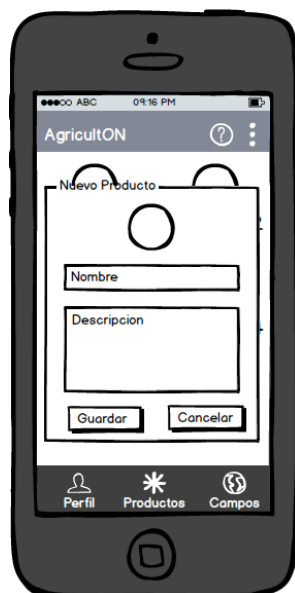 ABC 09:16 PM
AgricultON ?
Nuevo Producto
Nombre
Descripcion
Guardar Cancelar
Perfil Productos Campos